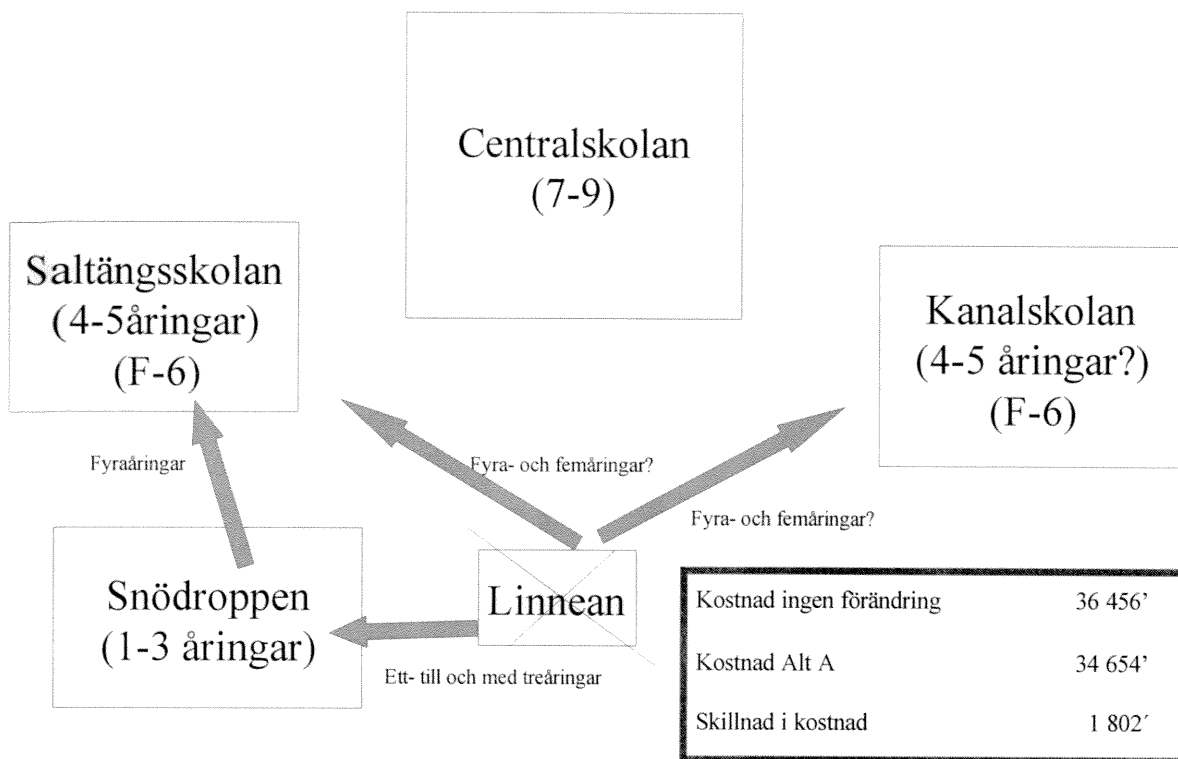 Centralskolan
(7-9)
Saltängsskolan
(4-5åringar)
(F-6)
Kanalskolan
(4-5 åringar?)
(F-6)
Fyraåringar
Fyra- och femåringar?
Fyra- och femåringar?
Snödroppen
(1-3 åringar)
Linnean
Ett- till och med treåringar
Kostnad ingen förändring 36 456’
Kostnad Alt A 34 654’
Skillnad i kostnad 1 802´